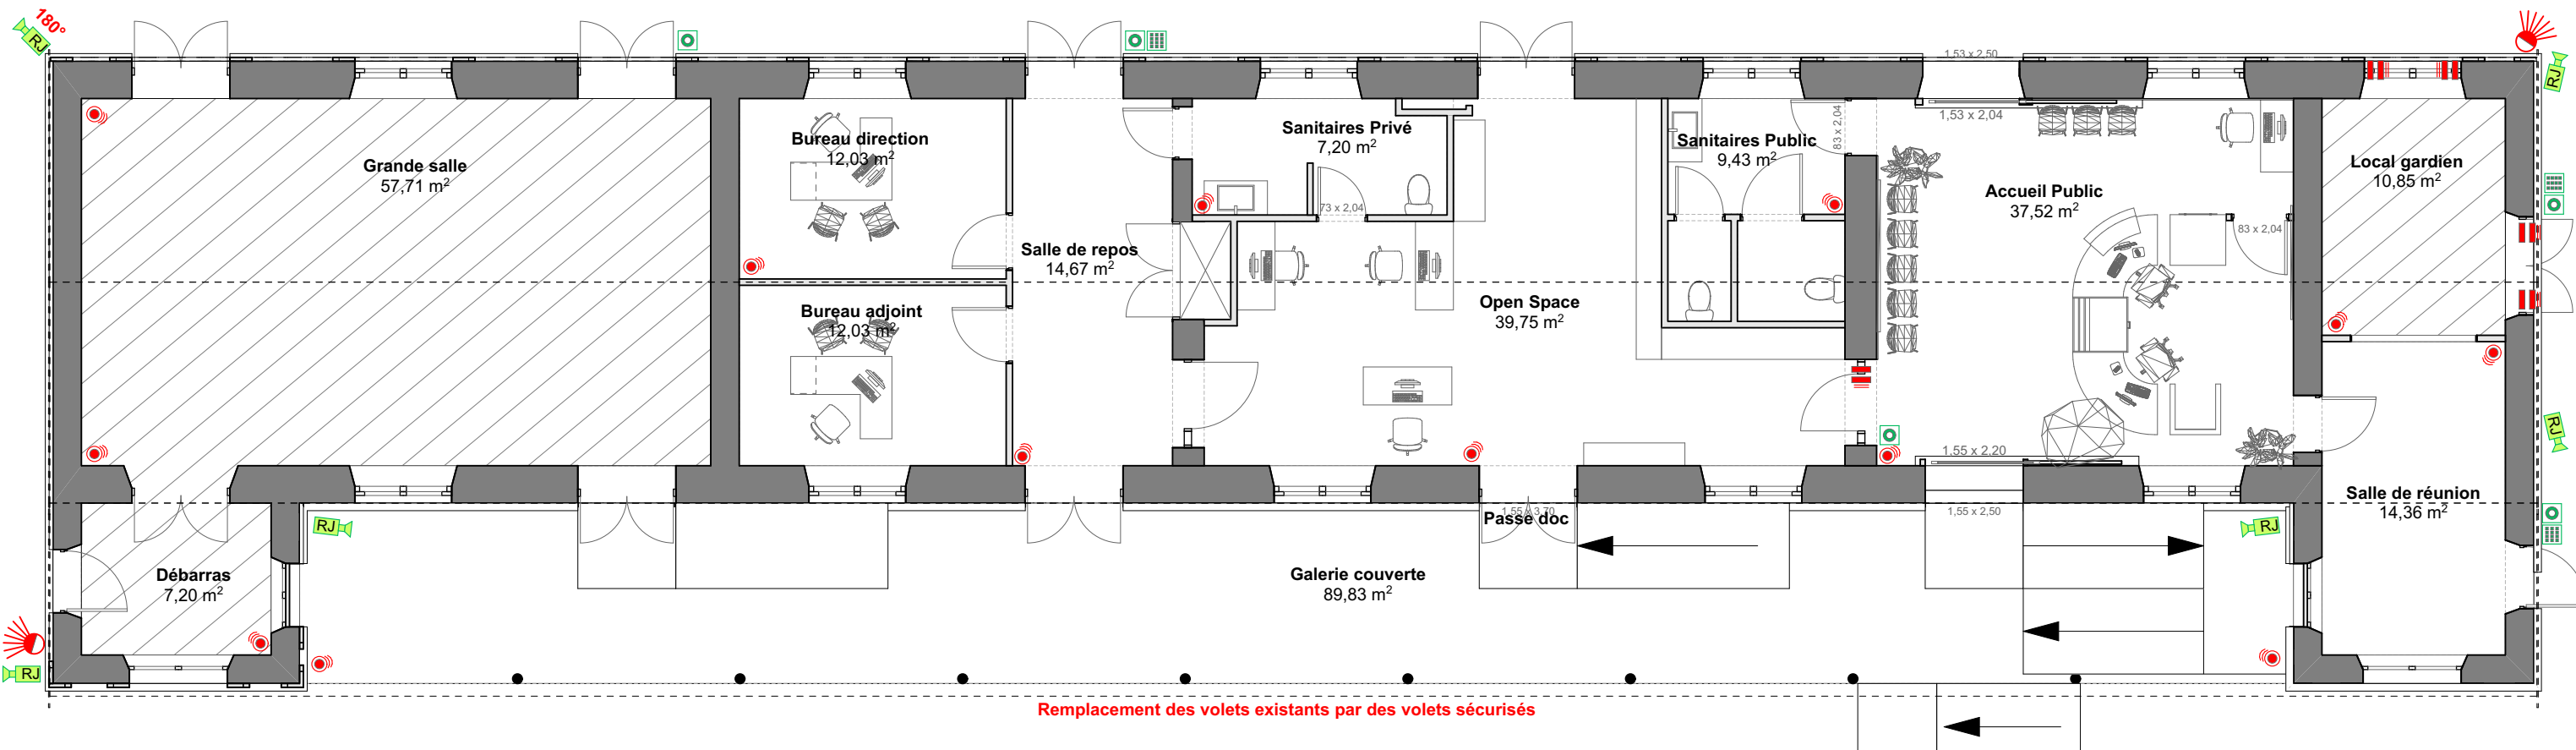 180°
RJ
1,53 x 2,50
RJ
Grande salle
57,71 m²
Bureau direction
12,03 m²
Sanitaires Privé
7,20 m²
73 x 2,04
Sanitaires Public
9,43 m²
83 x 2,04
1,53 x 2,04
Accueil Public
37,52 m²
83 x 2,04
Local gardien
10,85 m²
Salle de repos
14,67 m²
Bureau adjoint
12,03 m²
Open Space
39,75 m²
1,55 x 2,20
RJ
Salle de réunion
14,36 m²
RJ
1,55 x 3,70
Passe doc
1,55 x 2,50
RJ
Débarras
7,20 m²
Galerie couverte
89,83 m²
RJ
Remplacement des volets existants par des volets sécurisés